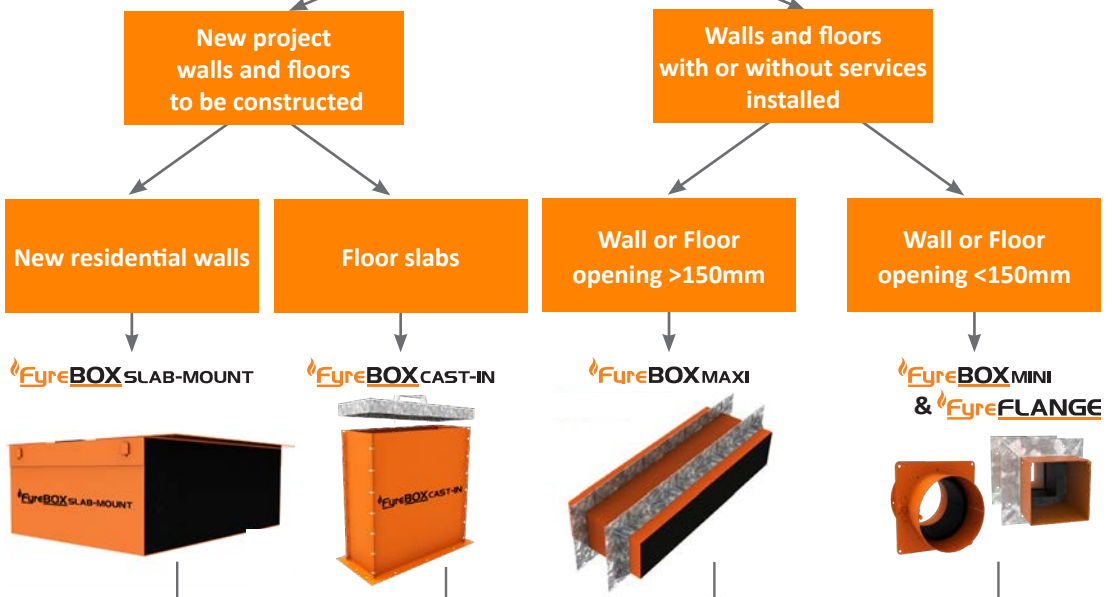 New project
walls and floors
to be constructed
Walls and floors
with or without services
installed
New residential walls
Floor slabs
Wall or Floor
opening >150mm
Wall or Floor
opening <150mm
FyreBOX SLAB-MOUNT
FyreBOX CAST-IN
FyreBOX MAXI
FyreBOX MINI
& FyreFLANGE
FyreBOX SLAB-MOUNT
FyreBOX CAST-IN